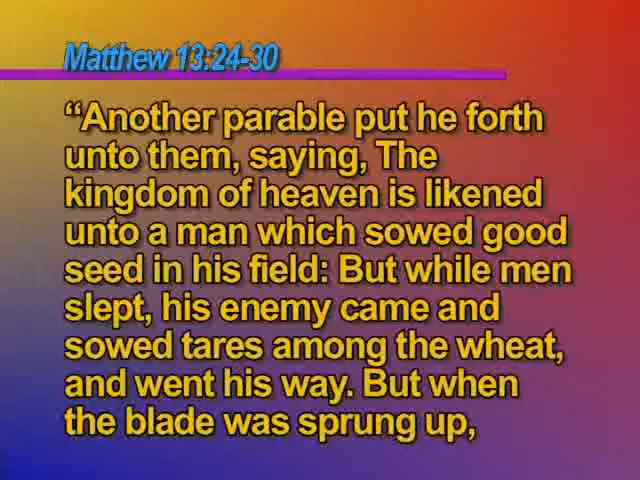 Matthew 13:24-30
“Another parable put he forth
unto them, saying, The
kingdom of heaven is likened
unto a man which sowed good
seed in his field: But while men
slept, his enemy came and
sowed tares among the wheat,
and went his way. But when
the blade was sprung up,